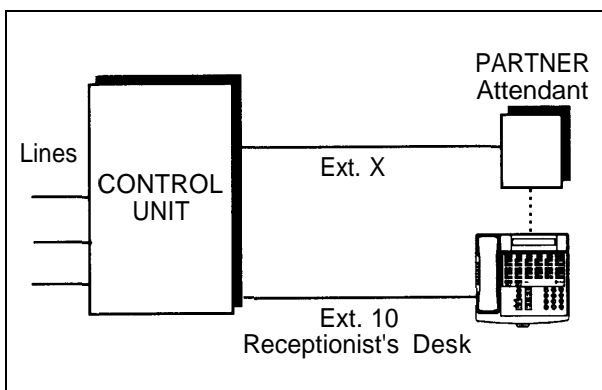 PARTNER
Attendant
Lines
CONTROL
UNIT
Ext. X
Ext. 10
Receptionist's Desk